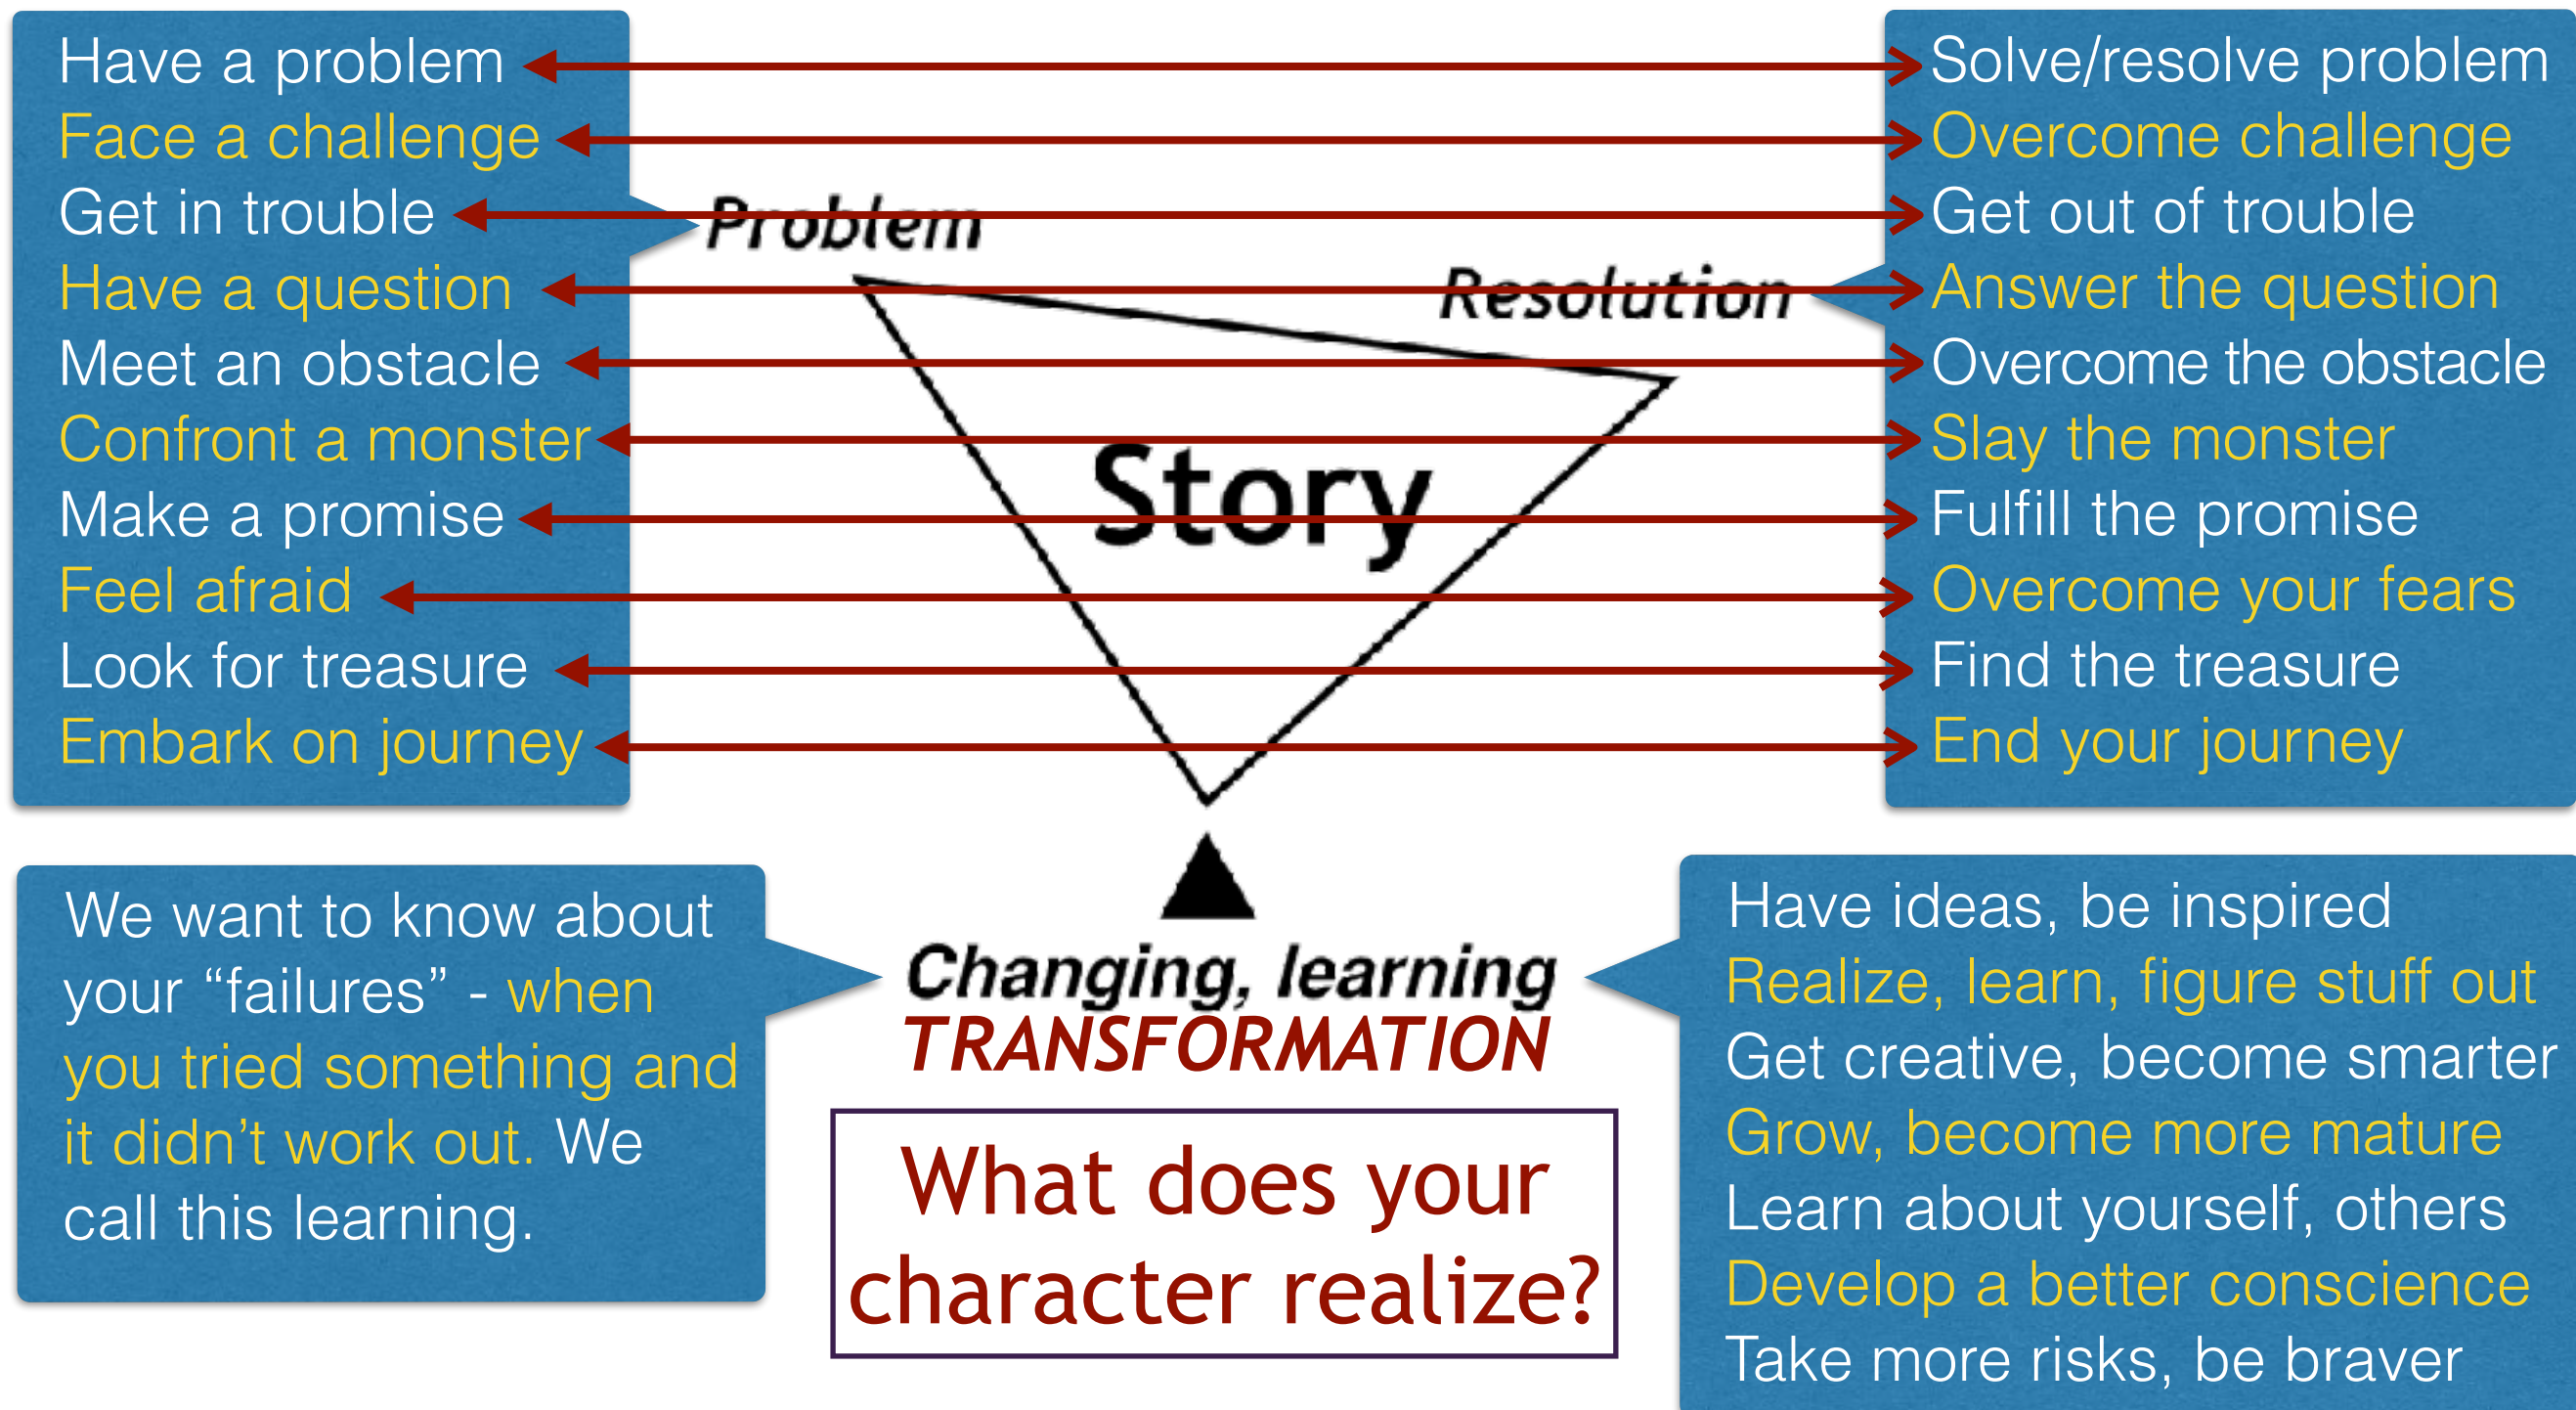 Have a problem
Face a challenge
Get in trouble
Have a question
Meet an obstacle
Confront a monster
Make a promise
Feel afraid
Look for treasure
Embark on journey
Problem
Resolution
Story
Solve/resolve problem
Overcome challenge
Get out of trouble
Answer the question
Overcome the obstacle
Slay the monster
Fulfill the promise
Overcome your fears
Find the treasure
End your journey
We want to know about
your “failures” - when
you tried something and
it didn’t work out. We
call this learning.
Changing, learning
TRANSFORMATION
What does your
character realize?
Have ideas, be inspired
Realize, learn, figure stuff out
Get creative, become smarter
Grow, become more mature
Learn about yourself, others
Develop a better conscience
Take more risks, be braver